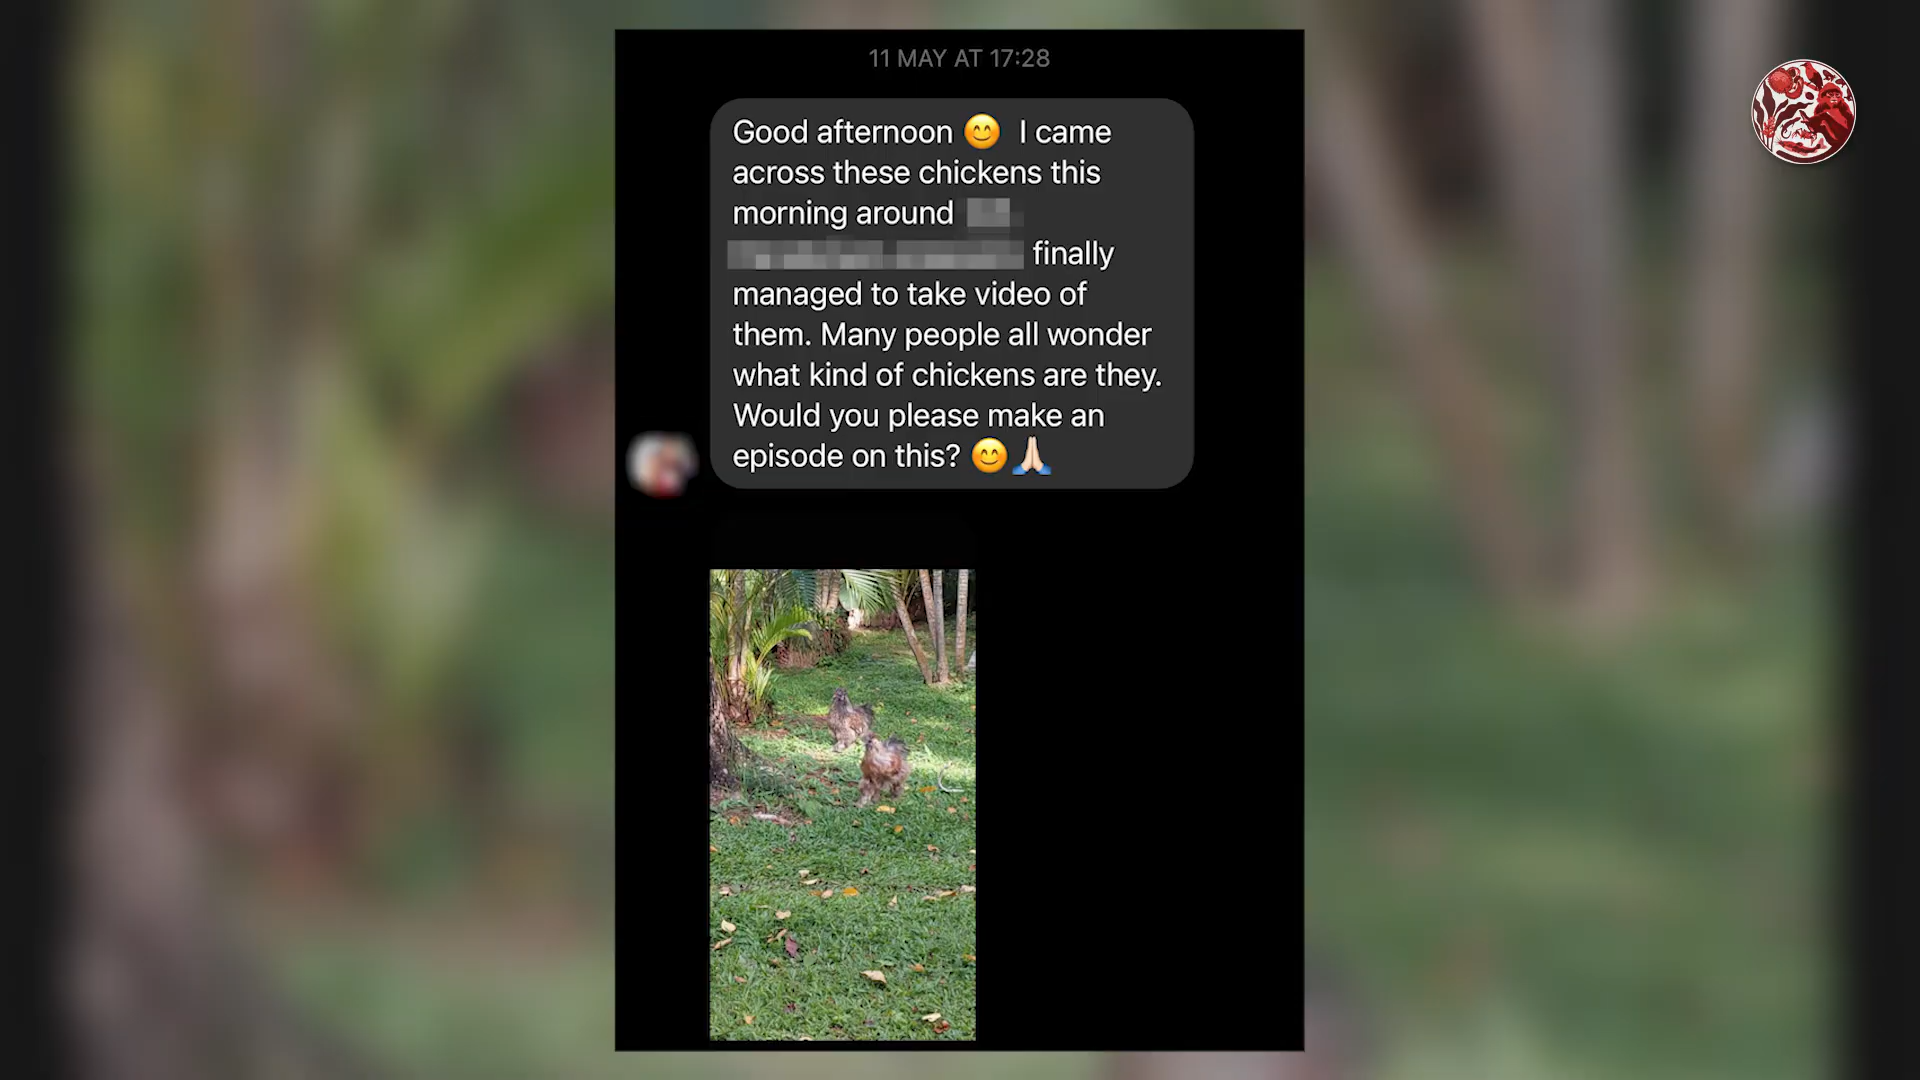 11 MAY AT 17:28
Good afternoon 😊 I came
across these chickens this
morning around
finally
managed to take video of
them. Many people all wonder
what kind of chickens are they.
Would you please make an
episode on this? 😊🙏🏻